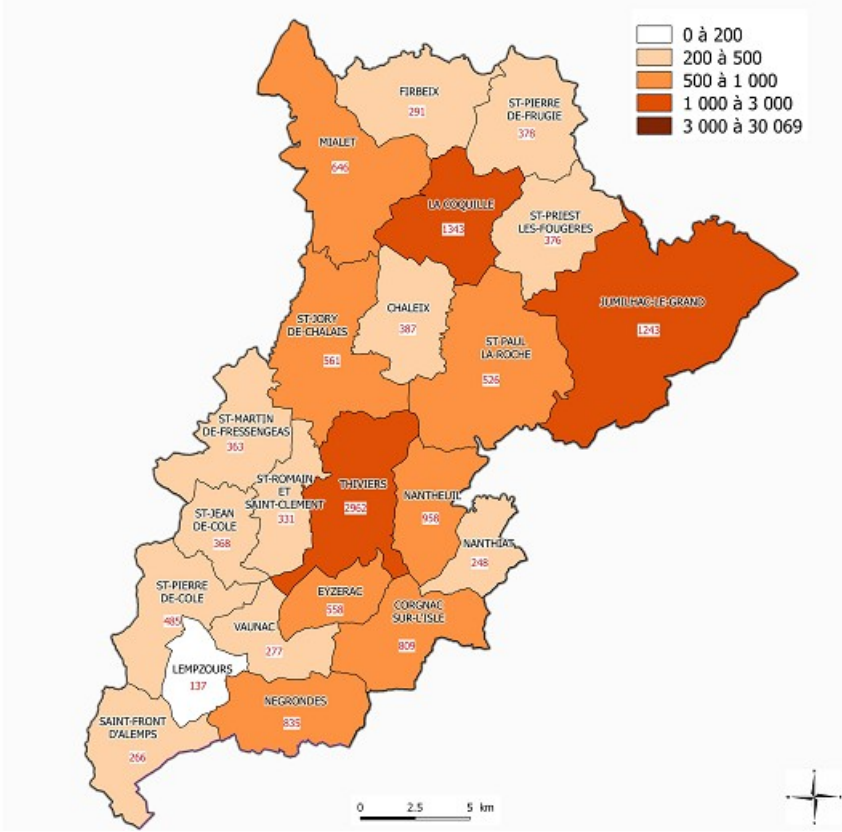 0 à 200
200 à 500
500 à 1 000
1 000 à 3 000
3 000 à 30 069
FIRBEIX
291
ST-PIERRE
DE-FRUGIE
378
MIALET
646
LA COQUILLE
1343
ST-PRIEST
LES-FOUGERES
376
JUMILHAC-LE-GRAND
1243
CHALEIX
387
ST-JORY
DE-CHALAIS
561
ST-PAUL
LA-ROCHE
526
ST-MARTIN
DE-FRESSENGEAS
363
ST-ROMAIN
ET
SAINT-CLEMENT
331
THIVIERS
2962
NANTHEUIL
958
ST-JEAN
DE-COLE
368
NANTHIAT
248
ST-PIERRE
DE-COLE
485
EYZERAC
558
CORGNAC
SUR-L'ISLE
809
VAUNAC
277
LEMPZOURS
137
NEGRONDES
835
SAINT-FRONT
D'ALEMPS
266
0 2.5 5 km